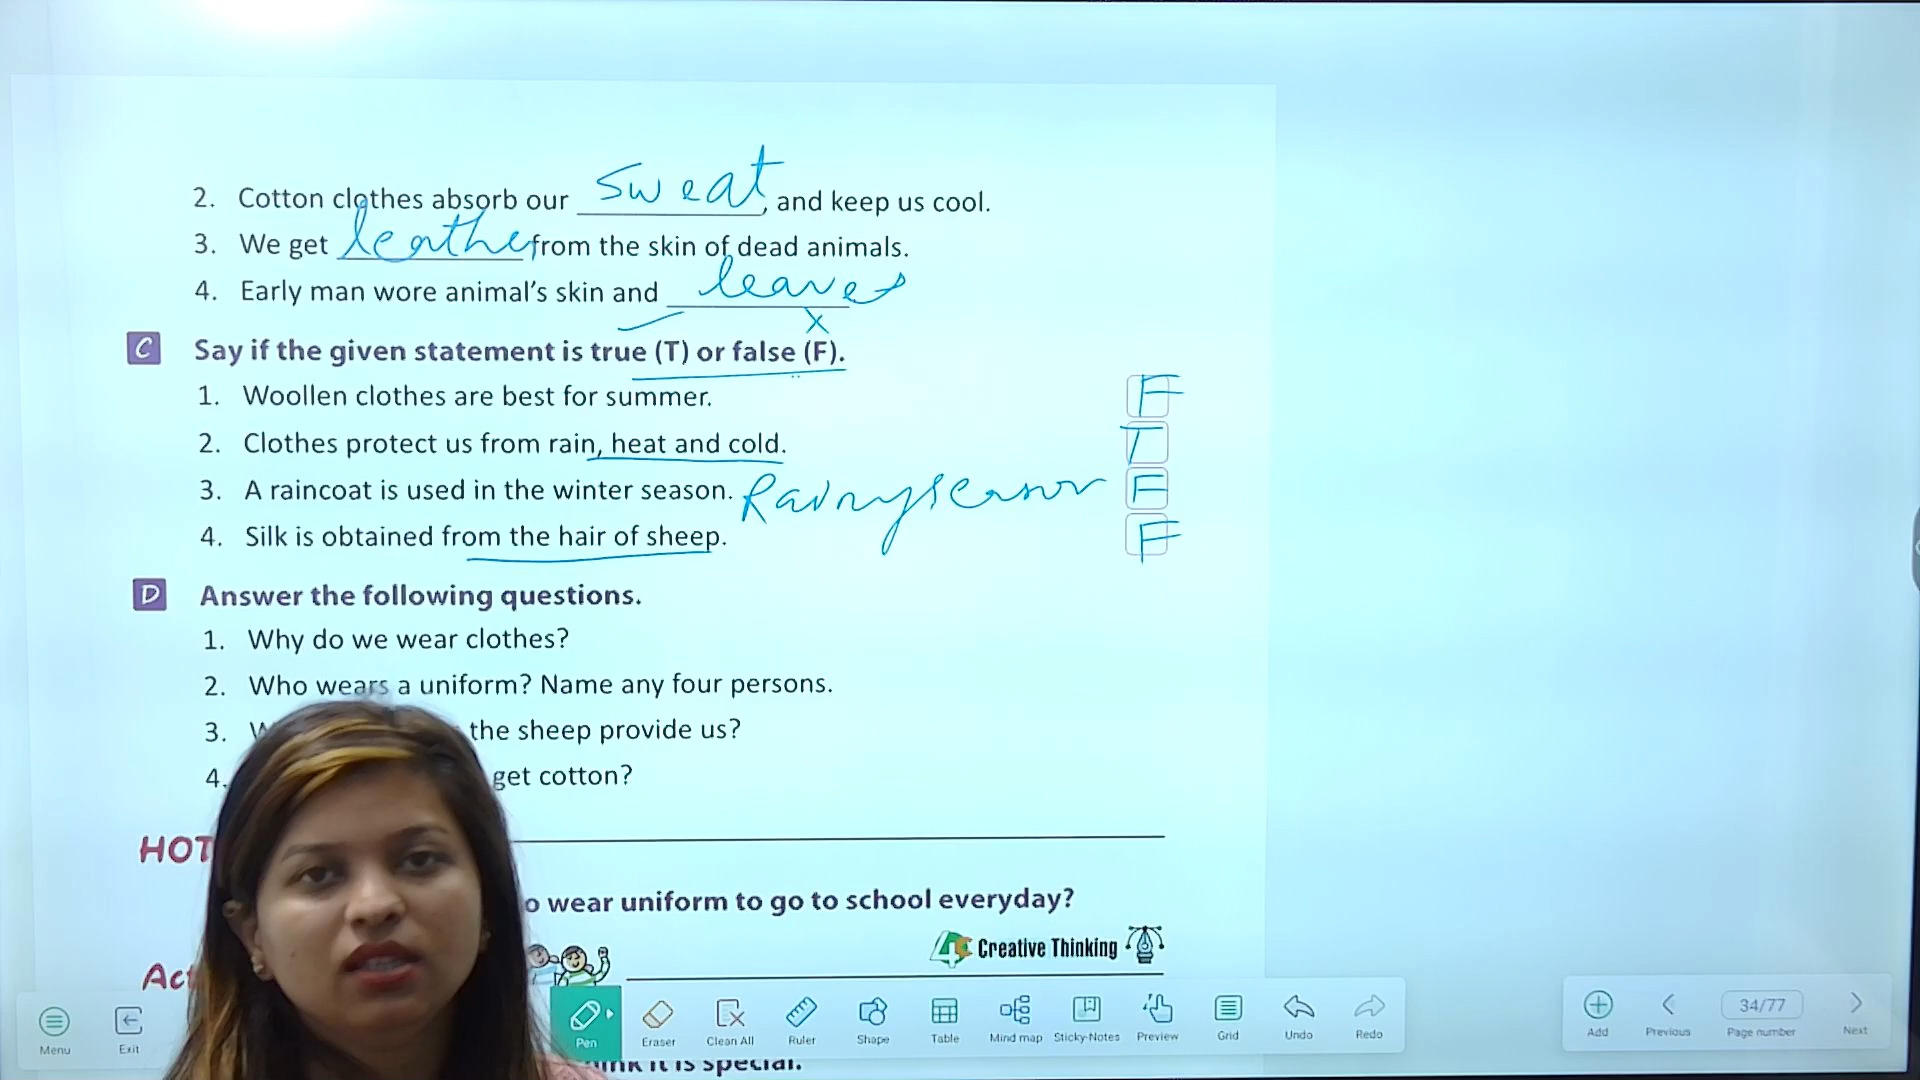 2. Cotton clothes absorb our sweat, and keep us cool.
3. We get leather from the skin of dead animals.
4. Early man wore animal's skin and leaves
C Say if the given statement is true (T) or false (F).
1. Woollen clothes are best for summer. F
2. Clothes protect us from rain, heat and cold. T
3. A raincoat is used in the winter season. Rainy season F
4. Silk is obtained from the hair of sheep. F
D Answer the following questions.
1. Why do we wear clothes?
2. Who wears a uniform? Name any four persons.
3. the sheep provide us?
4. get cotton?
HOT
wear uniform to go to school everyday?
4C Creative Thinking
Act
it is special.
Menu Exit Pen Eraser Clean All Ruler Shape Table Mind map Sticky-Notes Preview Grid Undo Redo Add Previous 34/77 Page number Next